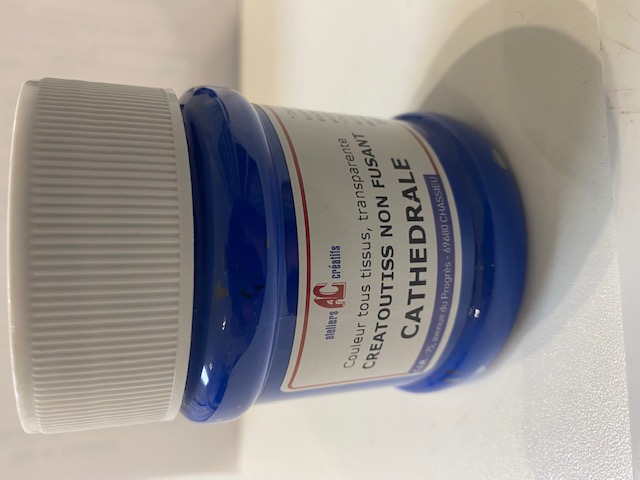 ateliers AC créatifs
Couleur tous tissus, transparente
CREATOUTISS NON FUSANT
CATHEDRALE
avenue du Progrès - 69680 CHASSIEU